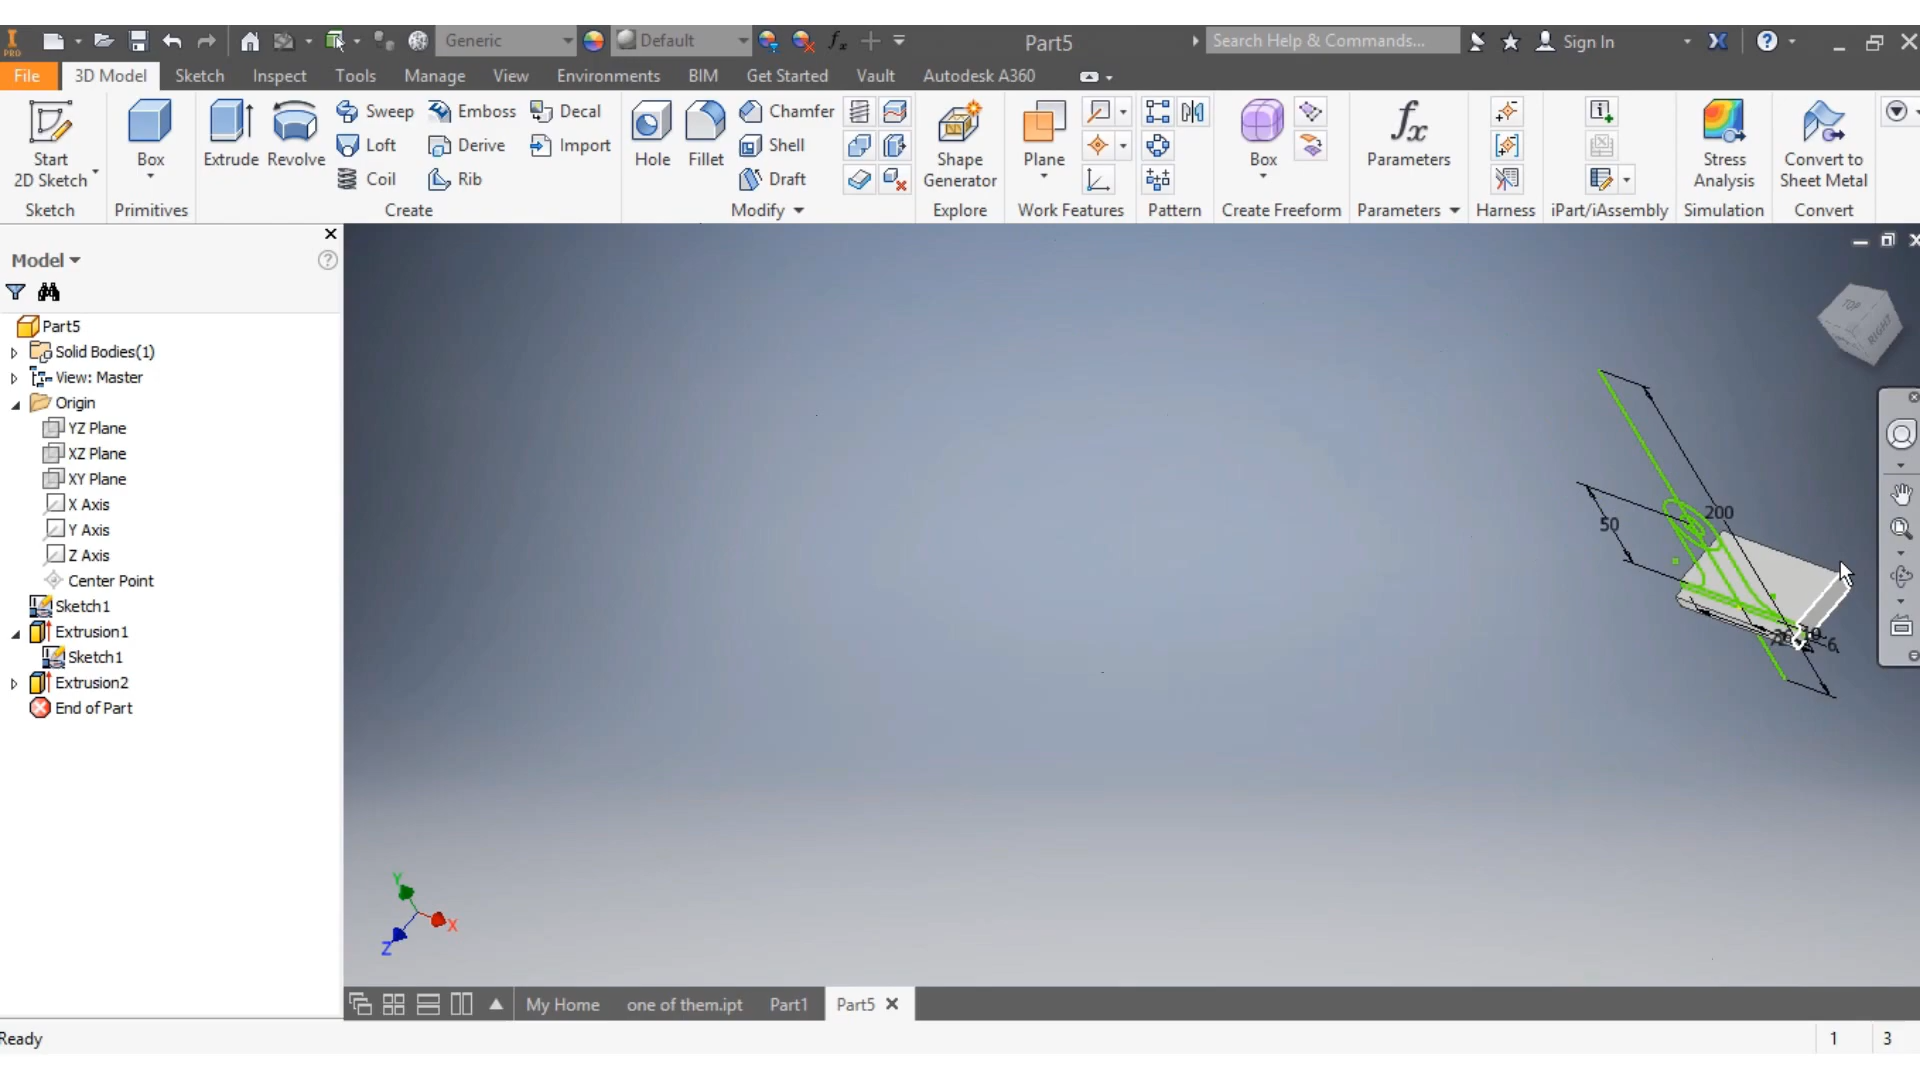 PRO
Generic
Default
Part5
Search Help & Commands...
Sign In
File
3D Model
Sketch
Inspect
Tools
Manage
View
Environments
BIM
Get Started
Vault
Autodesk A360
Start
2D Sketch
Sketch
Box
Primitives
Extrude
Revolve
Sweep
Emboss
Decal
Loft
Derive
Import
Coil
Rib
Create
Hole
Fillet
Chamfer
Shell
Draft
Modify
Shape
Generator
Explore
Plane
Work Features
Pattern
Box
Create Freeform
fx
Parameters
Parameters
Harness
iPart/iAssembly
Stress
Analysis
Simulation
Convert to
Sheet Metal
Convert
Model
Part5
Solid Bodies(1)
View: Master
Origin
YZ Plane
XZ Plane
XY Plane
X Axis
Y Axis
Z Axis
Center Point
Sketch1
Extrusion1
Sketch1
Extrusion2
End of Part
TOP
RIGHT
200
50
6
Y
X
Z
My Home
one of them.ipt
Part1
Part5
Ready
1
3